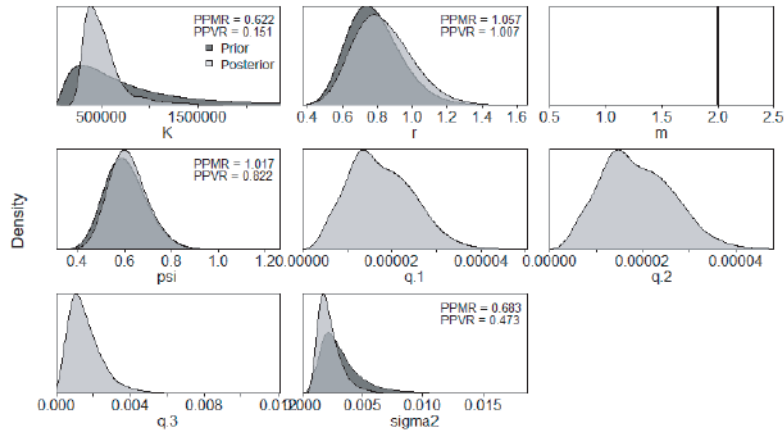 PPMR = 0.622
PPVR = 0.151
Prior
Posterior
500000 1500000
K
PPMR = 1.057
PPVR = 1.007
0.4 0.6 0.8 1.0 1.2 1.4 1.6
r
0.5 1.0 1.5 2.0 2.5
m
Density
PPMR = 1.017
PPVR = 0.822
0.4 0.6 0.8 1.0 1.2
psi
0.00000 0.00002 0.00004
q.1
0.00000 0.00002 0.00004
q.2
0.000 0.004 0.008 0.012
q.3
PPMR = 0.683
PPVR = 0.473
0.000 0.005 0.010 0.015
sigma2